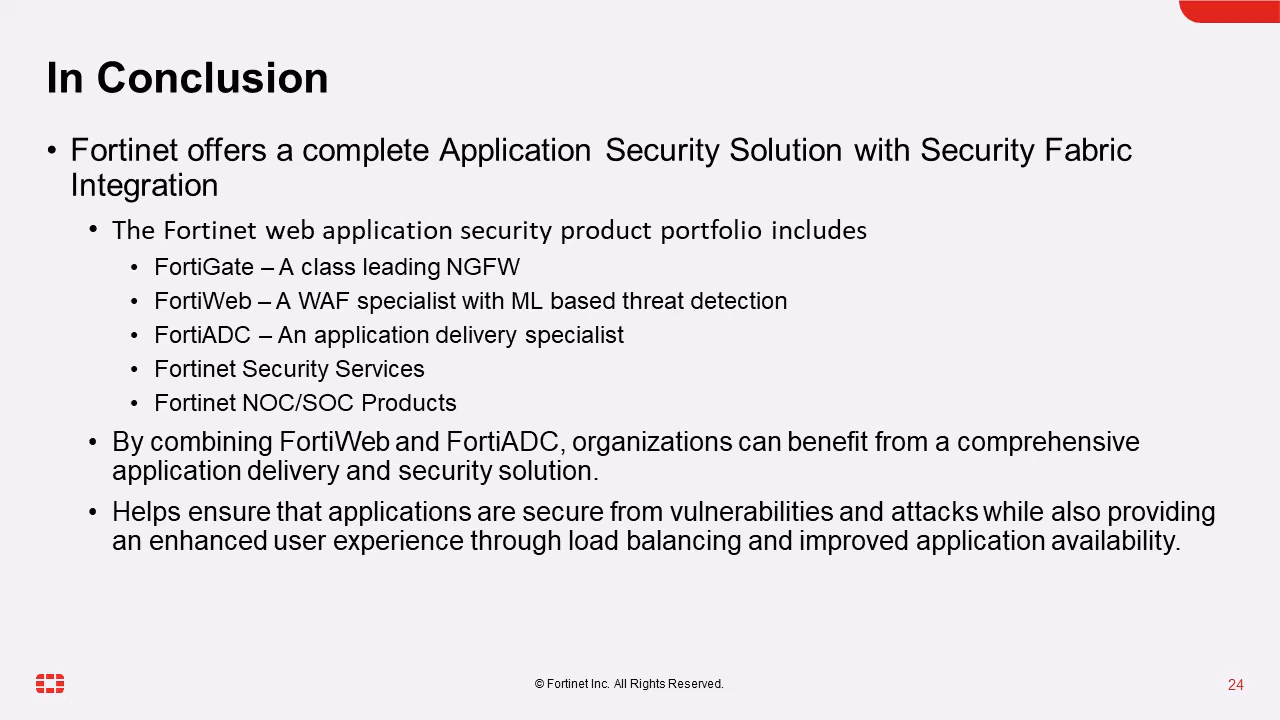 In Conclusion
• Fortinet offers a complete Application Security Solution with Security Fabric
Integration
• The Fortinet web application security product portfolio includes
• FortiGate – A class leading NGFW
• FortiWeb – A WAF specialist with ML based threat detection
• FortiADC – An application delivery specialist
• Fortinet Security Services
• Fortinet NOC/SOC Products
• By combining FortiWeb and FortiADC, organizations can benefit from a comprehensive
application delivery and security solution.
• Helps ensure that applications are secure from vulnerabilities and attacks while also providing
an enhanced user experience through load balancing and improved application availability.
© Fortinet Inc. All Rights Reserved.
24